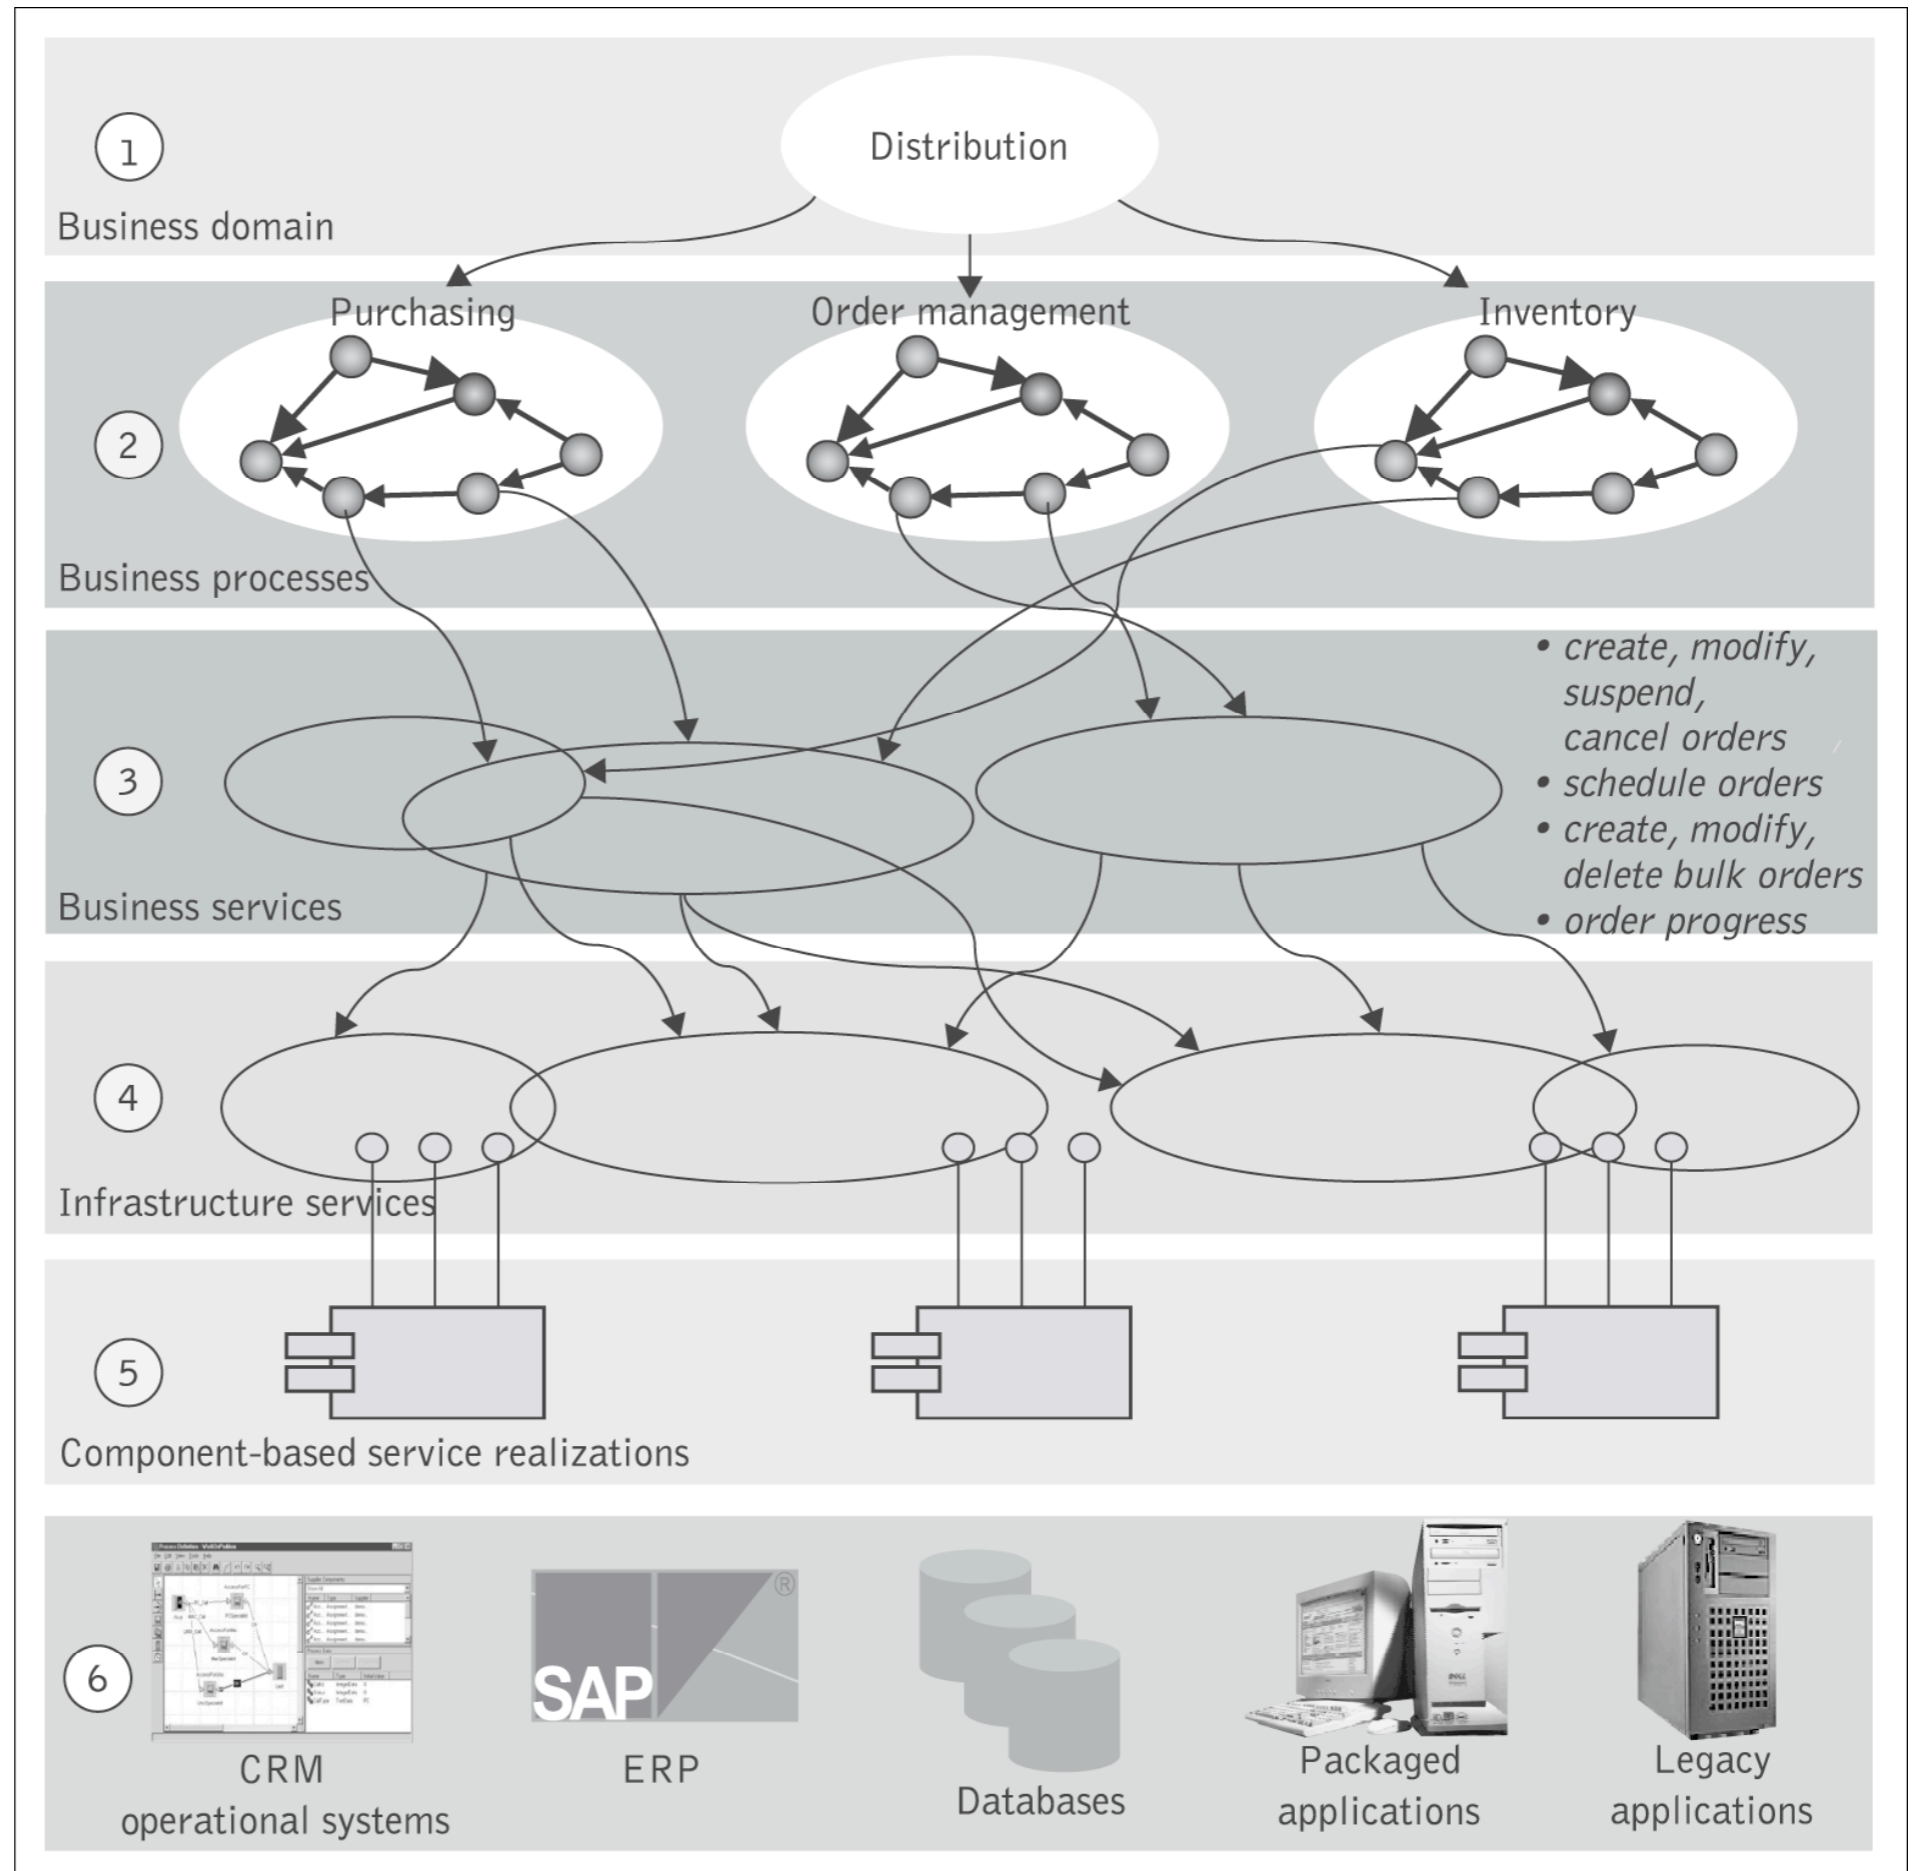 Distribution
1
Business domain
Purchasing
Order management
Inventory
2
Business processes
• create, modify,
suspend,
cancel orders
• schedule orders
• create, modify,
delete bulk orders
• order progress
3
Business services
4
Infrastructure services
5
Component-based service realizations
6
SAP
®
CRM
operational systems
ERP
Databases
Packaged
applications
Legacy
applications